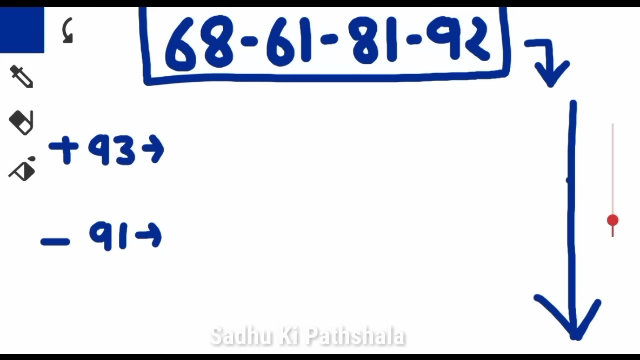 68-61-81-92
+ 93 →
- 91 →
Sadhu Ki Pathshala